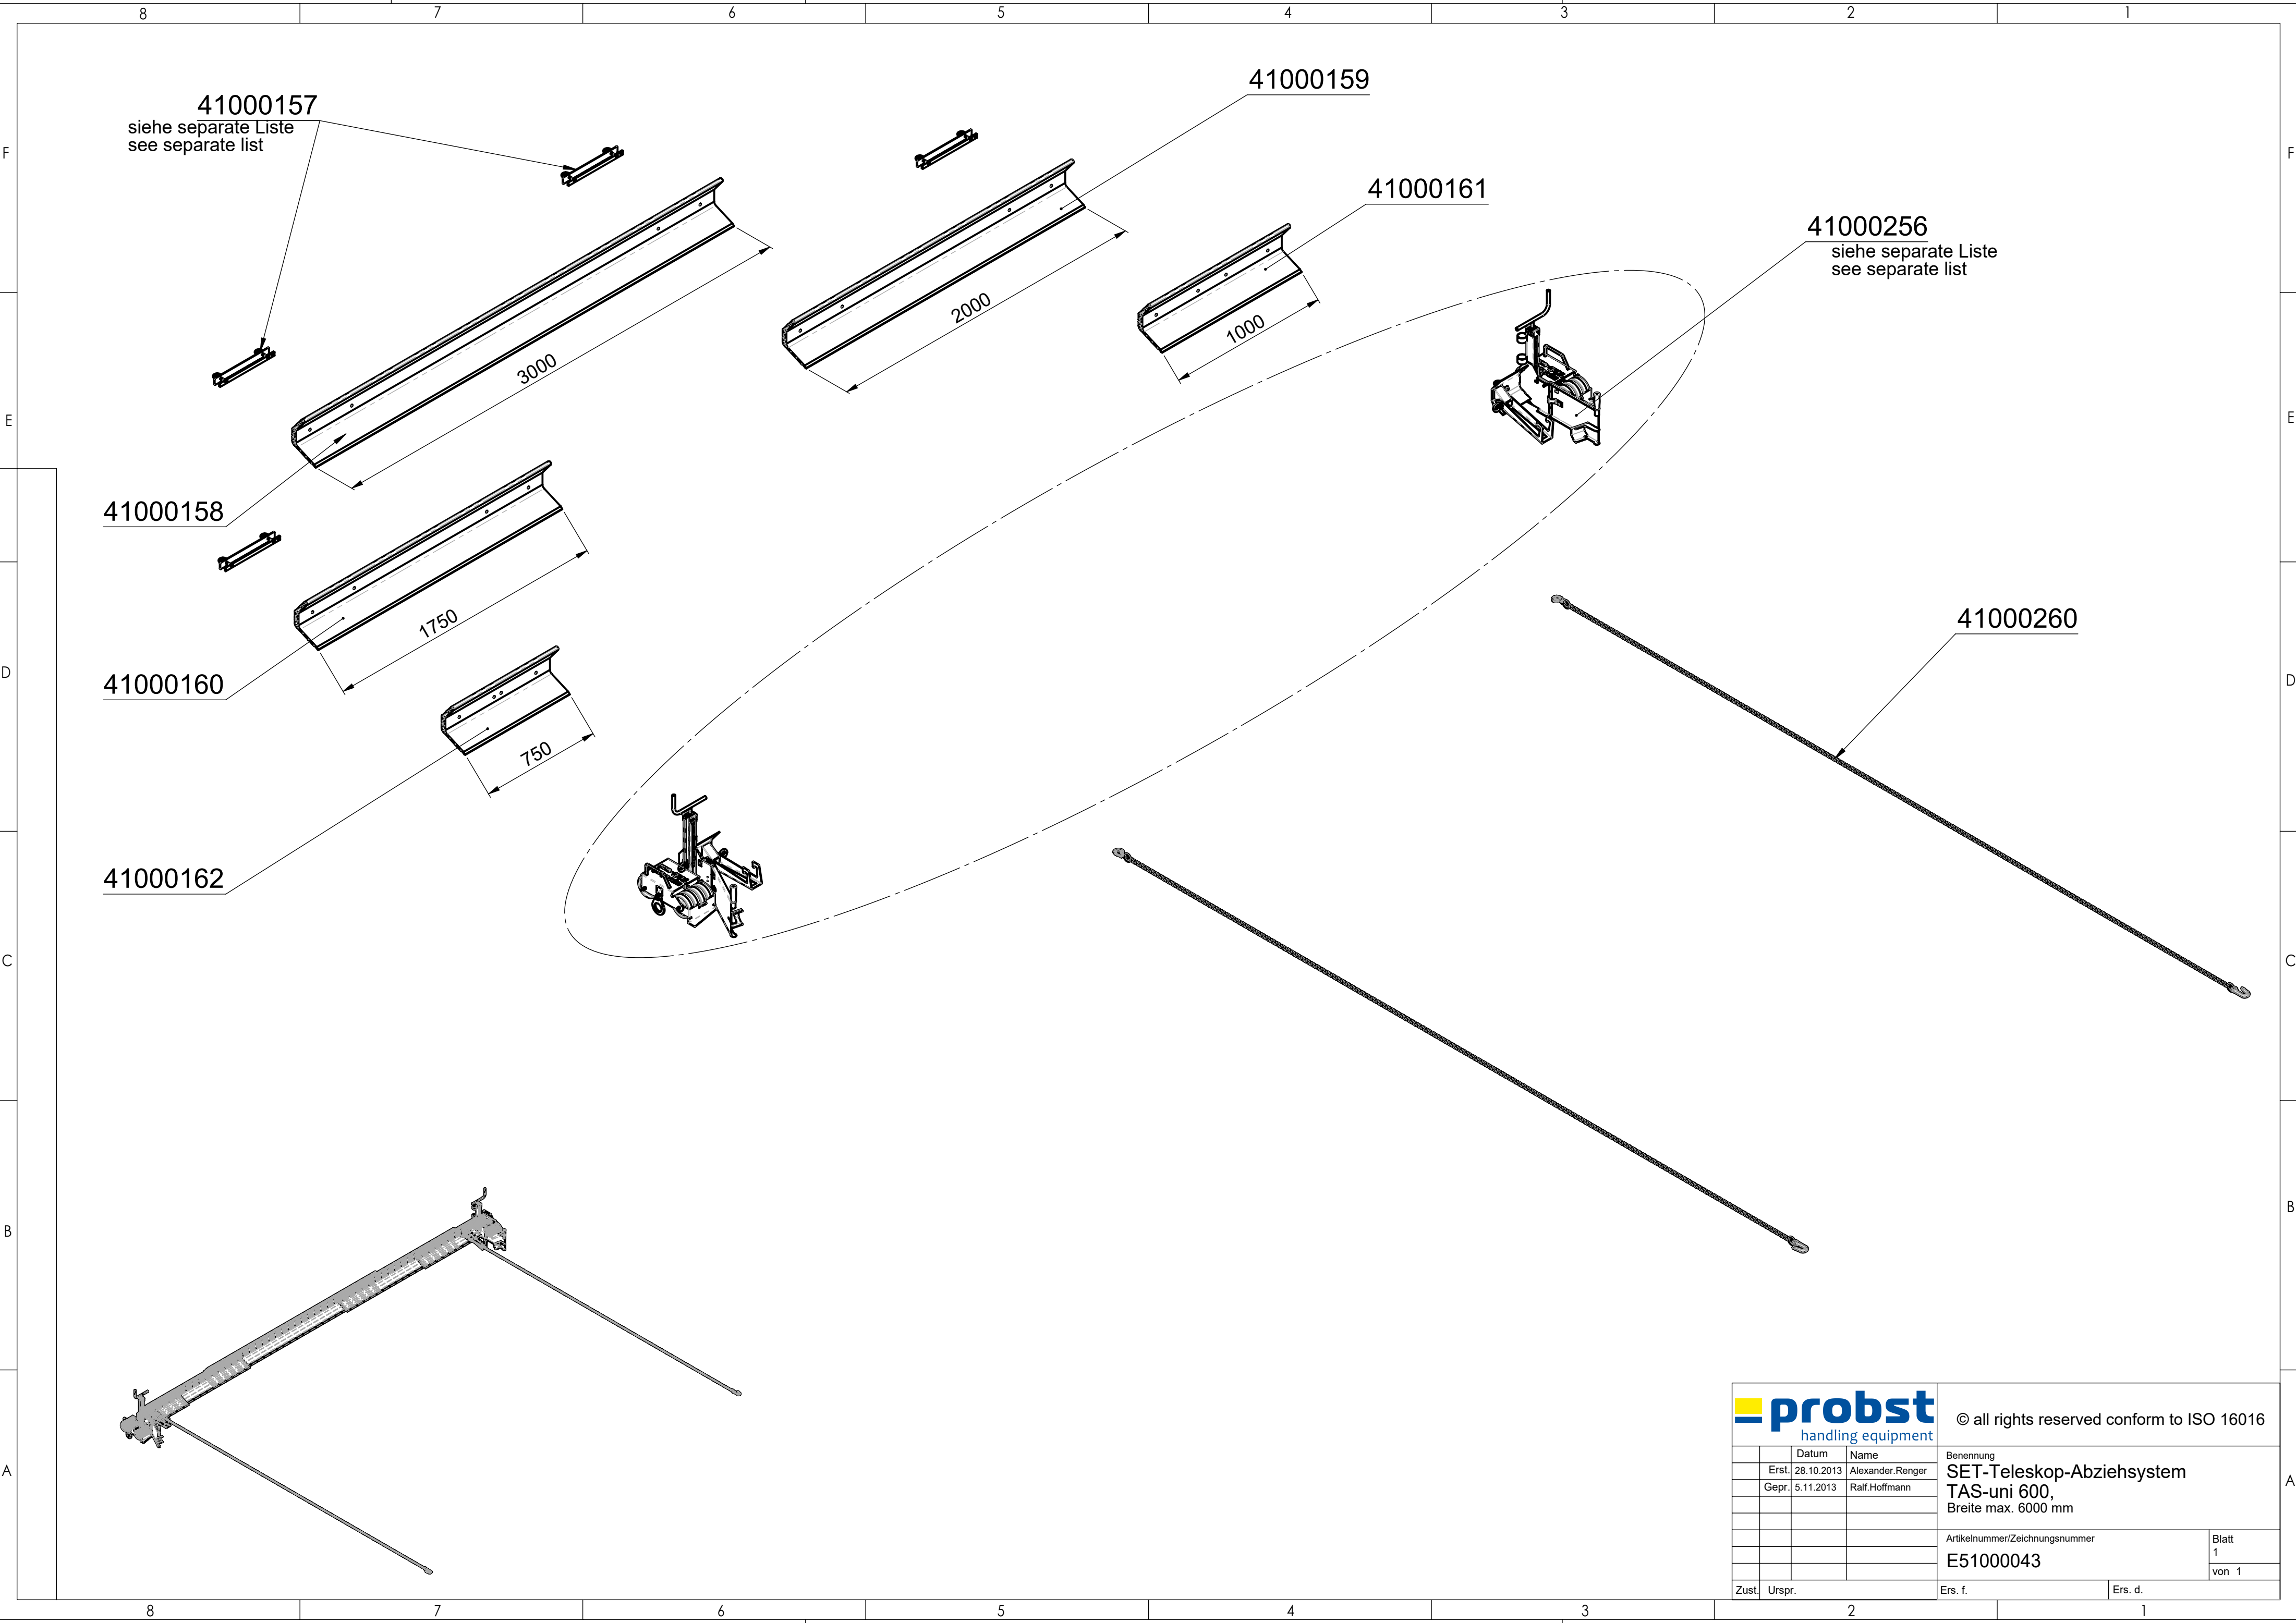 8 7 6 5 4 3 2 1
F F
E E
D D
C C
B B
A A
41000157
siehe separate Liste
see separate list
41000159
41000161
41000256
siehe separate Liste
see separate list
3000
2000
1000
41000158
1750
41000160
750
41000162
41000260
probst
handling equipment
© all rights reserved conform to ISO 16016
Datum Name
Erst. 28.10.2013 Alexander.Renger
Gepr. 5.11.2013 Ralf.Hoffmann
Benennung
SET-Teleskop-Abziehsystem
TAS-uni 600,
Breite max. 6000 mm
Artikelnummer/Zeichnungsnummer
E51000043
Blatt
1
von 1
Zust. Urspr. Ers. f. Ers. d.
8 7 6 5 4 3 2 1